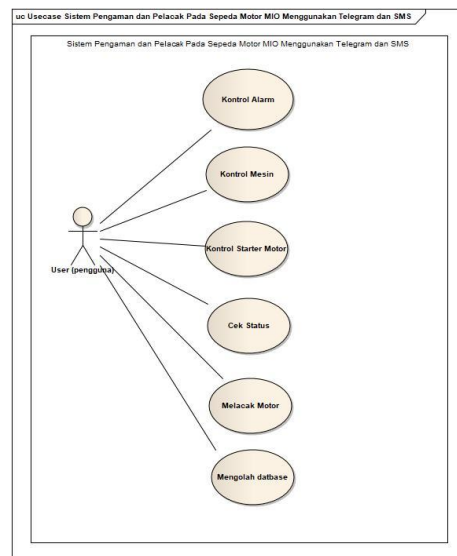 uc Usecase Sistem Pengaman dan Pelacak Pada Sepeda Motor MIO Menggunakan Telegram dan SMS
Sistem Pengaman dan Pelacak Pada Sepeda Motor MIO Menggunakan Telegram dan SMS
Kontrol Alarm
Kontrol Mesin
Kontrol Starter Motor
User (pengguna)
Cek Status
Melacak Motor
Mengolah datbase